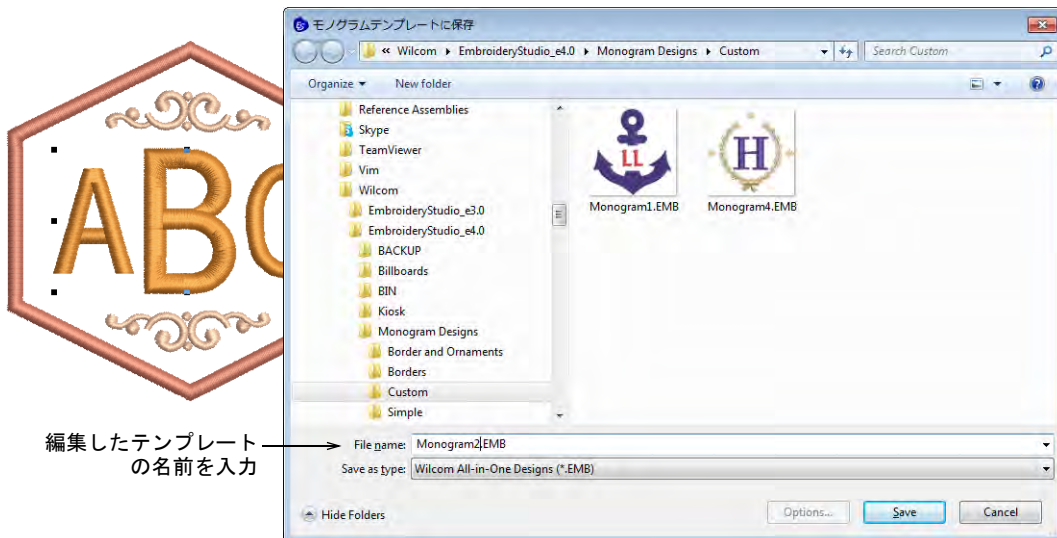 モノグラムテンプレートに保存
« Wilcom ▸ EmbroideryStudio_e4.0 ▸ Monogram Designs ▸ Custom
Search Custom
Organize ▾ New folder
Reference Assemblies
Skype
TeamViewer
Vim
Wilcom
EmbroideryStudio_e3.0
EmbroideryStudio_e4.0
BACKUP
Billboards
BIN
Kiosk
Monogram Designs
Border and Ornaments
Borders
Custom
Simple
LL
H
Monogram1.EMB Monogram4.EMB
ABC
編集したテンプレート
の名前を入力
File name: Monogram2.EMB
Save as type: Wilcom All-in-One Designs (*.EMB)
Hide Folders
Options... Save Cancel